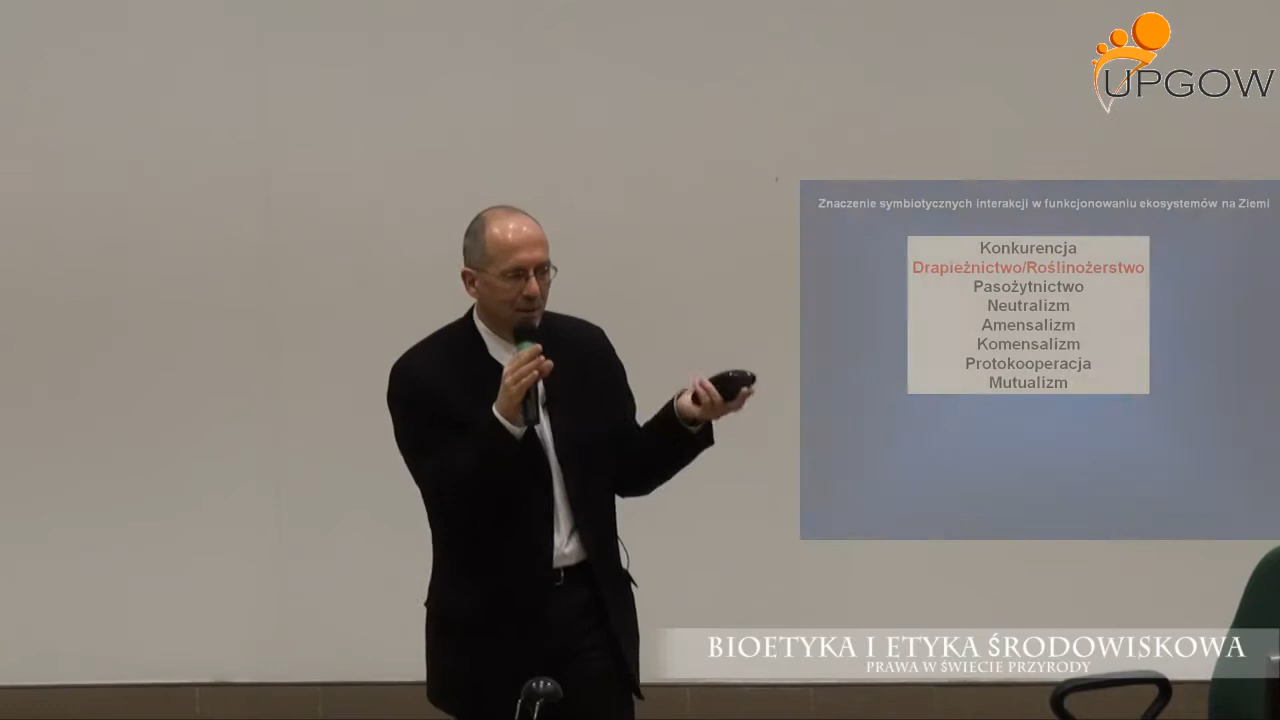 UPGOW
Znaczenie symbiotycznych interakcji w funkcjonowaniu ekosystemów na Ziemi
Konkurencja
Drapieżnictwo/Roślinożerstwo
Pasożytnictwo
Neutralizm
Amensalizm
Komensalizm
Protokooperacja
Mutualizm
BIOETYKA I ETYKA ŚRODOWISKOWA
PRAWA W ŚWIECIE PRZYRODY